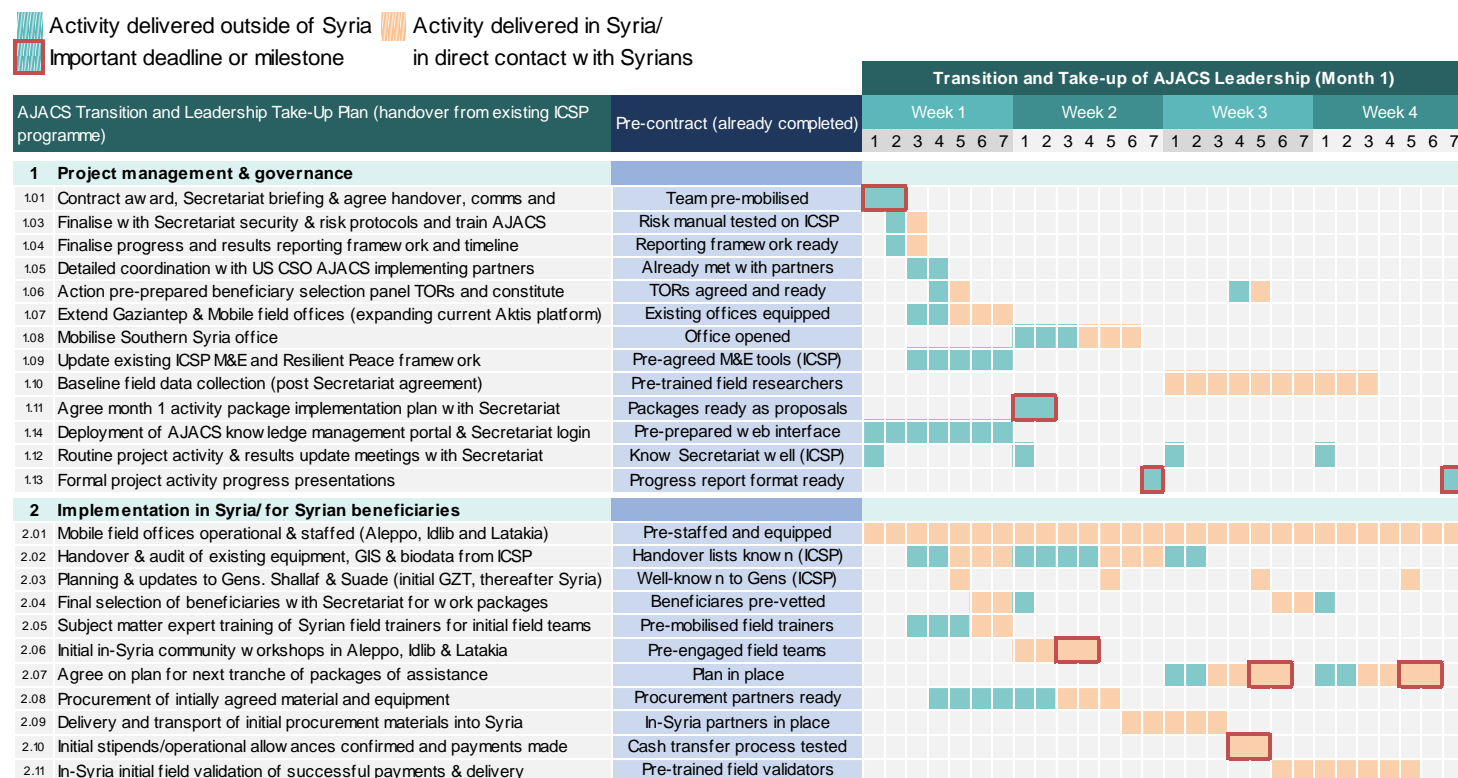 Activity delivered outside of Syria
Activity delivered in Syria/
Important deadline or milestone
in direct contact with Syrians
Transition and Take-up of AJACS Leadership (Month 1)
AJACS Transition and Leadership Take-Up Plan (handover from existing ICSP programme)
Pre-contract (already completed)
Week 1 Week 2 Week 3 Week 4
1 2 3 4 5 6 7 1 2 3 4 5 6 7 1 2 3 4 5 6 7 1 2 3 4 5 6 7
1 Project management & governance
1.01 Contract award, Secretariat briefing & agree handover, comms and Team pre-mobilised
1.03 Finalise with Secretariat security & risk protocols and train AJACS Risk manual tested on ICSP
1.04 Finalise progress and results reporting framework and timeline Reporting framework ready
1.05 Detailed coordination with US CSO AJACS implementing partners Already met with partners
1.06 Action pre-prepared beneficiary selection panel TORs and constitute TORs agreed and ready
1.07 Extend Gaziantep & Mobile field offices (expanding current Aktis platform) Existing offices equipped
1.08 Mobilise Southern Syria office Office opened
1.09 Update existing ICSP M&E and Resilient Peace framework Pre-agreed M&E tools (ICSP)
1.10 Baseline field data collection (post Secretariat agreement) Pre-trained field researchers
1.11 Agree month 1 activity package implementation plan with Secretariat Packages ready as proposals
1.14 Deployment of AJACS knowledge management portal & Secretariat login Pre-prepared web interface
1.12 Routine project activity & results update meetings with Secretariat Know Secretariat well (ICSP)
1.13 Formal project activity progress presentations Progress report format ready
2 Implementation in Syria/ for Syrian beneficiaries
2.01 Mobile field offices operational & staffed (Aleppo, Idlib and Latakia) Pre-staffed and equipped
2.02 Handover & audit of existing equipment, GIS & biodata from ICSP Handover lists known (ICSP)
2.03 Planning & updates to Gens. Shallaf & Suade (initial GZT, thereafter Syria) Well-known to Gens (ICSP)
2.04 Final selection of beneficiaries with Secretariat for work packages Beneficiares pre-vetted
2.05 Subject matter expert training of Syrian field trainers for initial field teams Pre-mobilised field trainers
2.06 Initial in-Syria community workshops in Aleppo, Idlib & Latakia Pre-engaged field teams
2.07 Agree on plan for next tranche of packages of assistance Plan in place
2.08 Procurement of intially agreed material and equipment Procurement partners ready
2.09 Delivery and transport of initial procurement materials into Syria In-Syria partners in place
2.10 Initial stipends/operational allowances confirmed and payments made Cash transfer process tested
2.11 In-Syria initial field validation of successful payments & delivery Pre-trained field validators